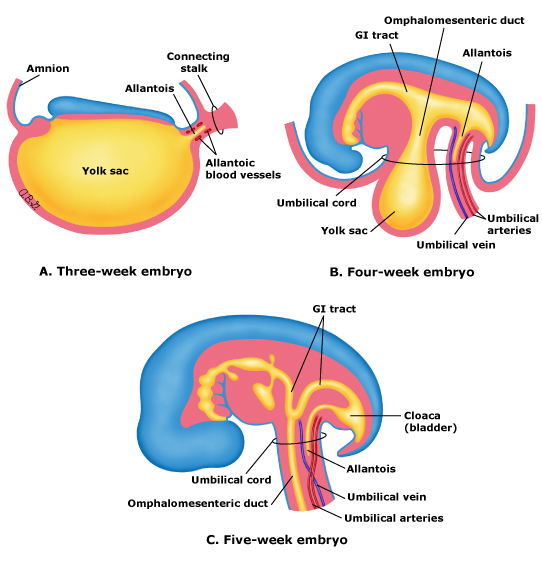 Amnion
Connecting
stalk
Allantois
Yolk sac
Allantoic
blood vessels
A. Three-week embryo
Omphalomesenteric duct
GI tract
Allantois
Umbilical cord
Yolk sac
Umbilical
arteries
Umbilical vein
B. Four-week embryo
GI tract
Cloaca
(bladder)
Allantois
Umbilical cord
Umbilical vein
Omphalomesenteric duct
Umbilical arteries
C. Five-week embryo